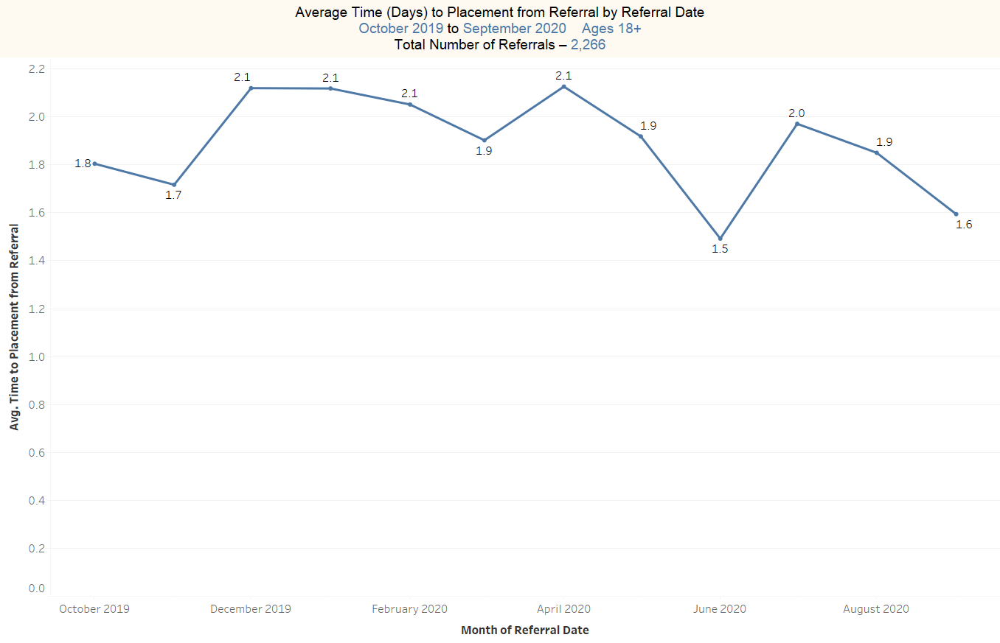 Average Time (Days) to Placement from Referral by Referral Date
October 2019 to September 2020 Ages 18+
Total Number of Referrals – 2,266
2.2
2.0
1.8
1.6
1.4
1.2
1.0
0.8
0.6
0.4
0.2
0.0
Avg. Time to Placement from Referral
1.8
1.7
2.1
2.1
2.1
1.9
2.1
1.9
1.5
2.0
1.9
1.6
October 2019
December 2019
February 2020
April 2020
June 2020
August 2020
Month of Referral Date